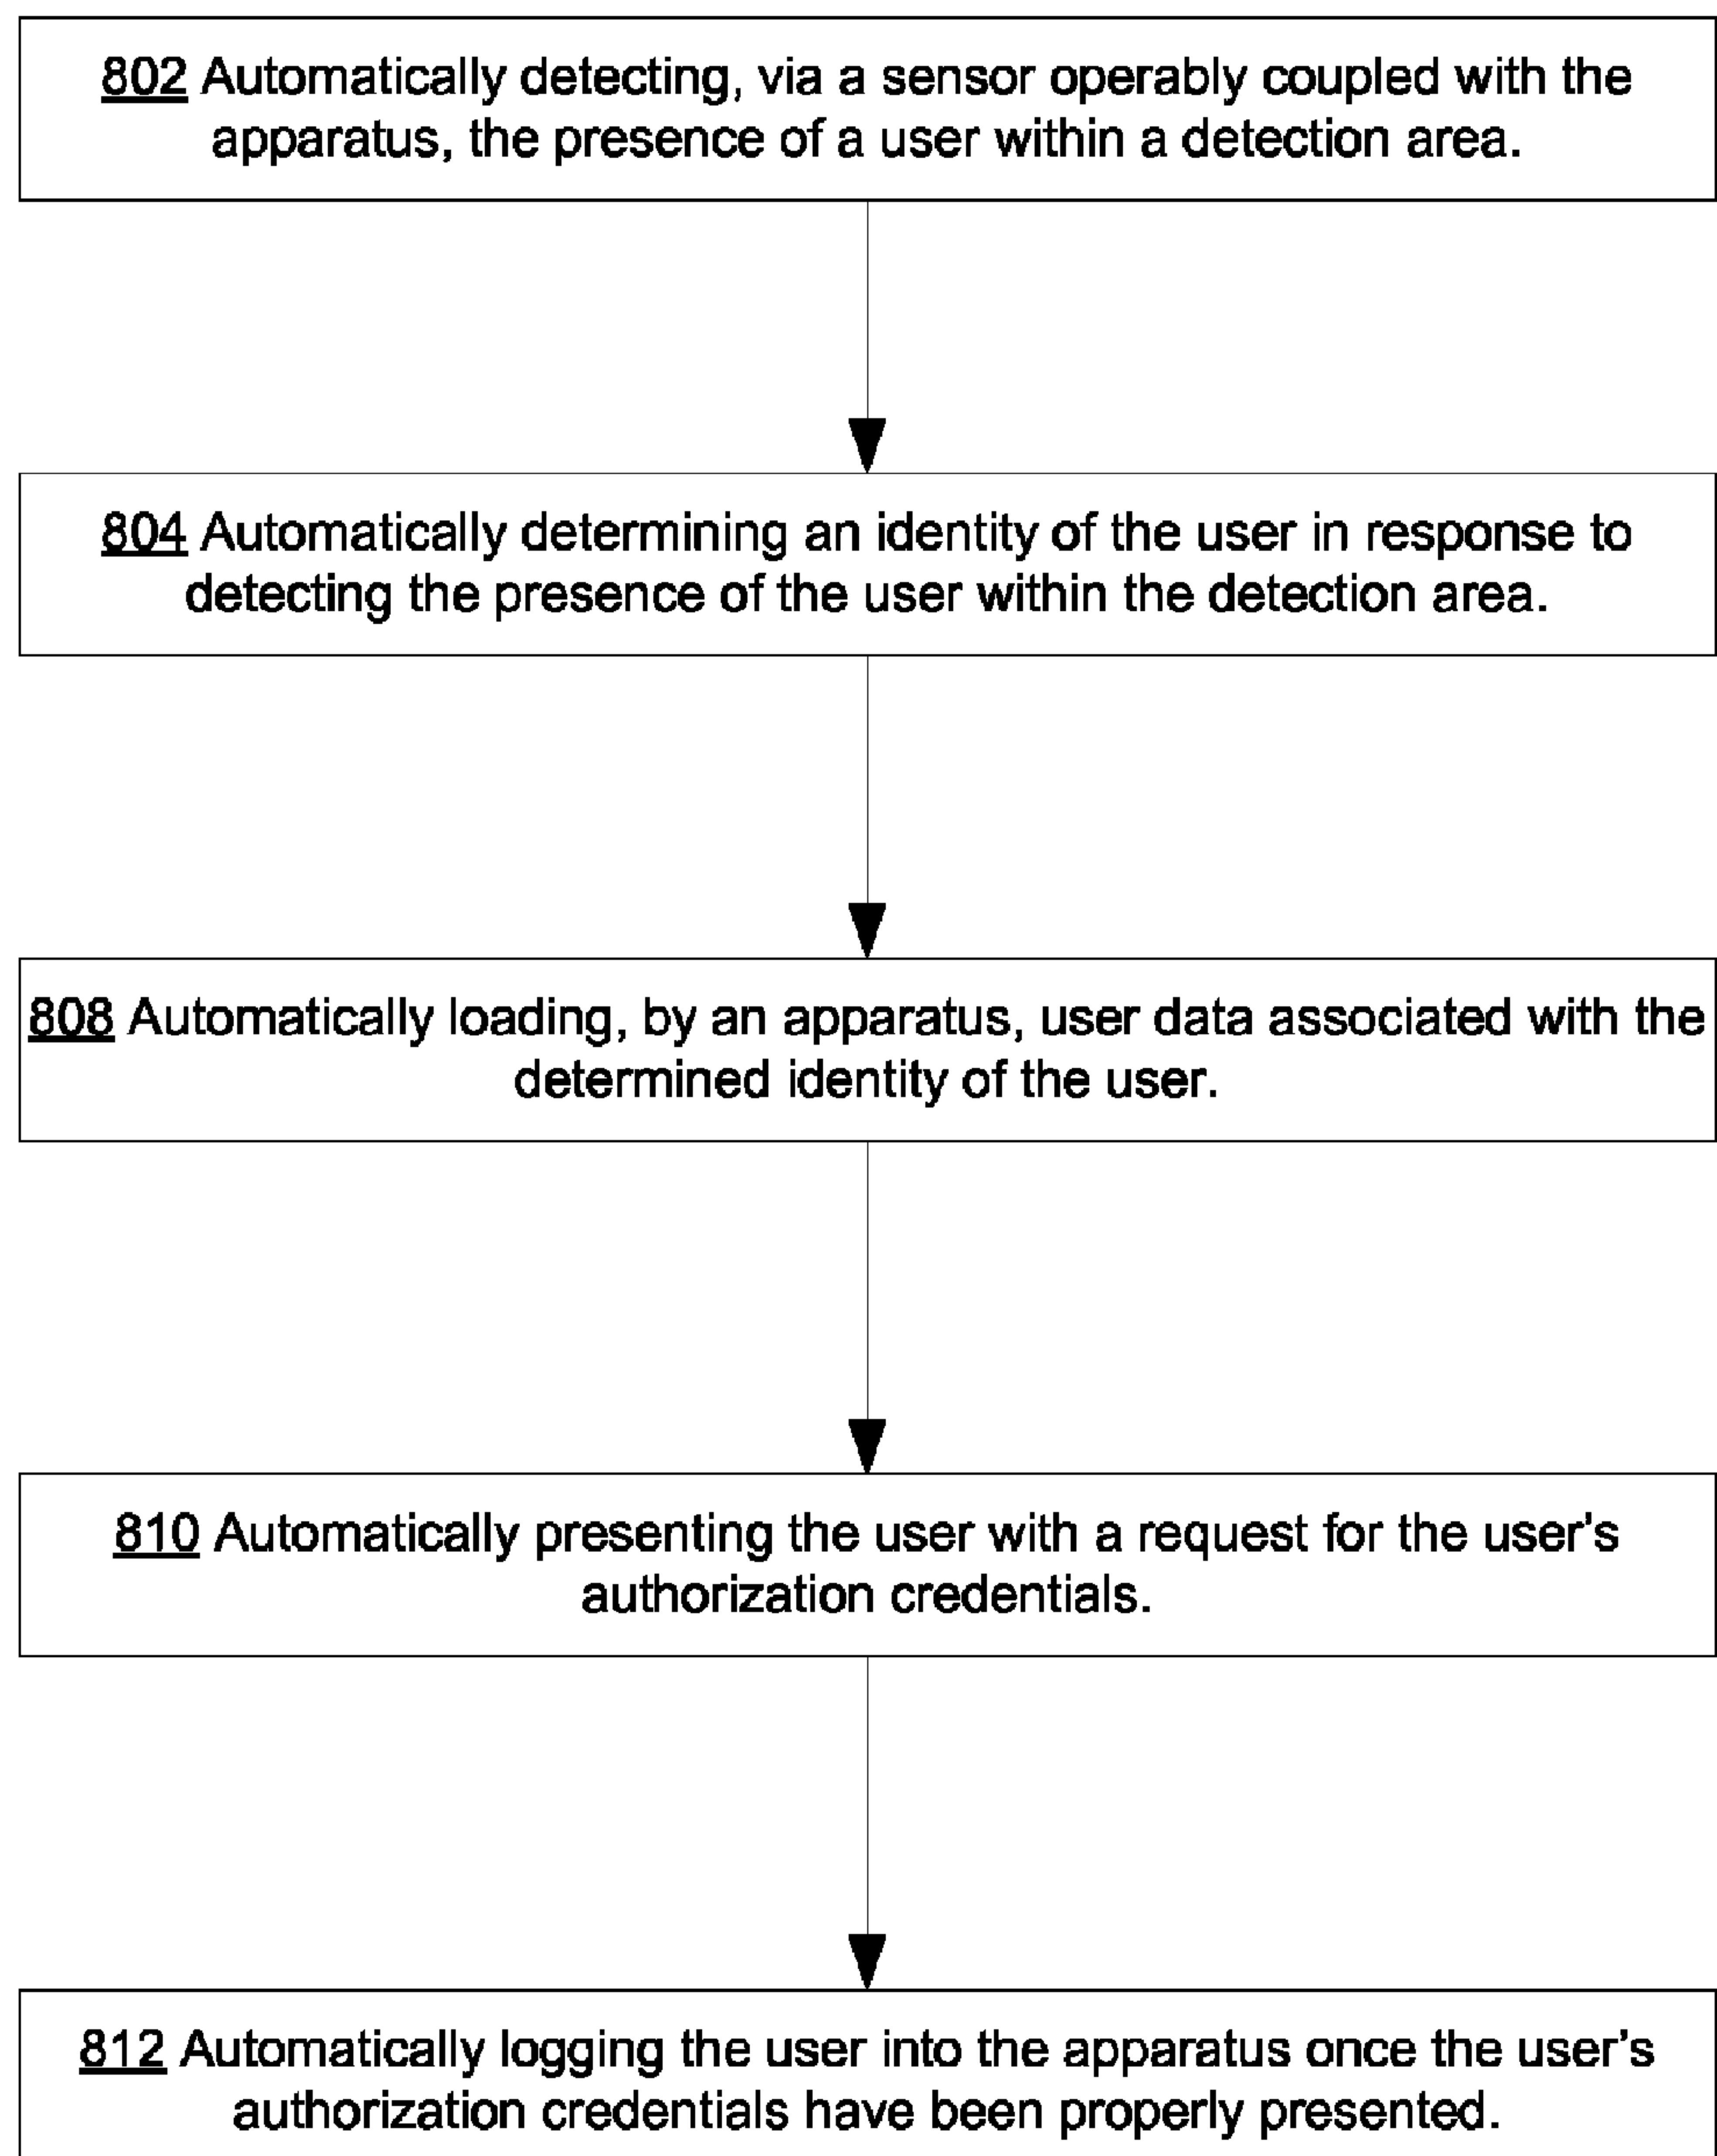 802 Automatically detecting, via a sensor operably coupled with the
apparatus, the presence of a user within a detection area.
804 Automatically determining an identity of the user in response to
detecting the presence of the user within the detection area.
808 Automatically loading, by an apparatus, user data associated with the
determined identity of the user.
810 Automatically presenting the user with a request for the user's
authorization credentials.
812 Automatically logging the user into the apparatus once the user's
authorization credentials have been properly presented.